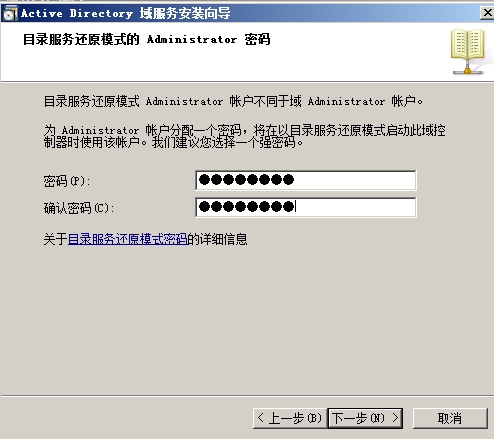 Active Directory 域服务安装向导
目录服务还原模式的 Administrator 密码
目录服务还原模式 Administrator 帐户不同于域 Administrator 帐户。
为 Administrator 帐户分配一个密码，将在以目录服务还原模式启动此域控
制器时使用该帐户。我们建议您选择一个强密码。
密码(P):
确认密码(C):
关于目录服务还原模式密码的详细信息
< 上一步(B) 下一步(N) > 取消